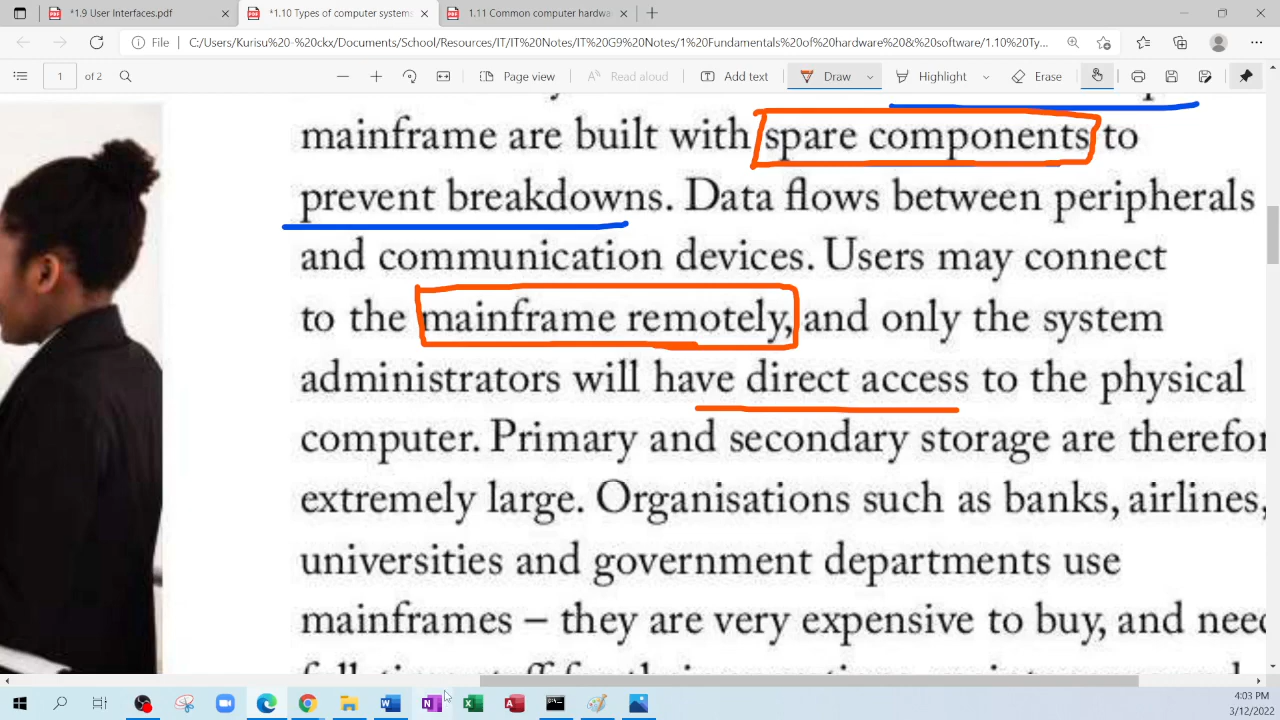 *1.9 User Interfaces.pdf
*1.10 Types of computer systems
1.11 Common computer hardwa
File
C:/Users/Kurisu%20-%20ckx/Documents/School/Resources/IT/IT%20Notes/IT%20G9%20Notes/1%20Fundamentals%20of%20hardware%20&%20software/1.10%20Ty...
1 of 2
Page view
Read aloud
Add text
Draw
Highlight
Erase
mainframe are built with spare components to
prevent breakdowns. Data flows between peripherals
and communication devices. Users may connect
to the mainframe remotely, and only the system
administrators will have direct access to the physical
computer. Primary and secondary storage are therefor
extremely large. Organisations such as banks, airlines,
universities and government departments use
mainframes – they are very expensive to buy, and need
4:03 PM
3/12/2022